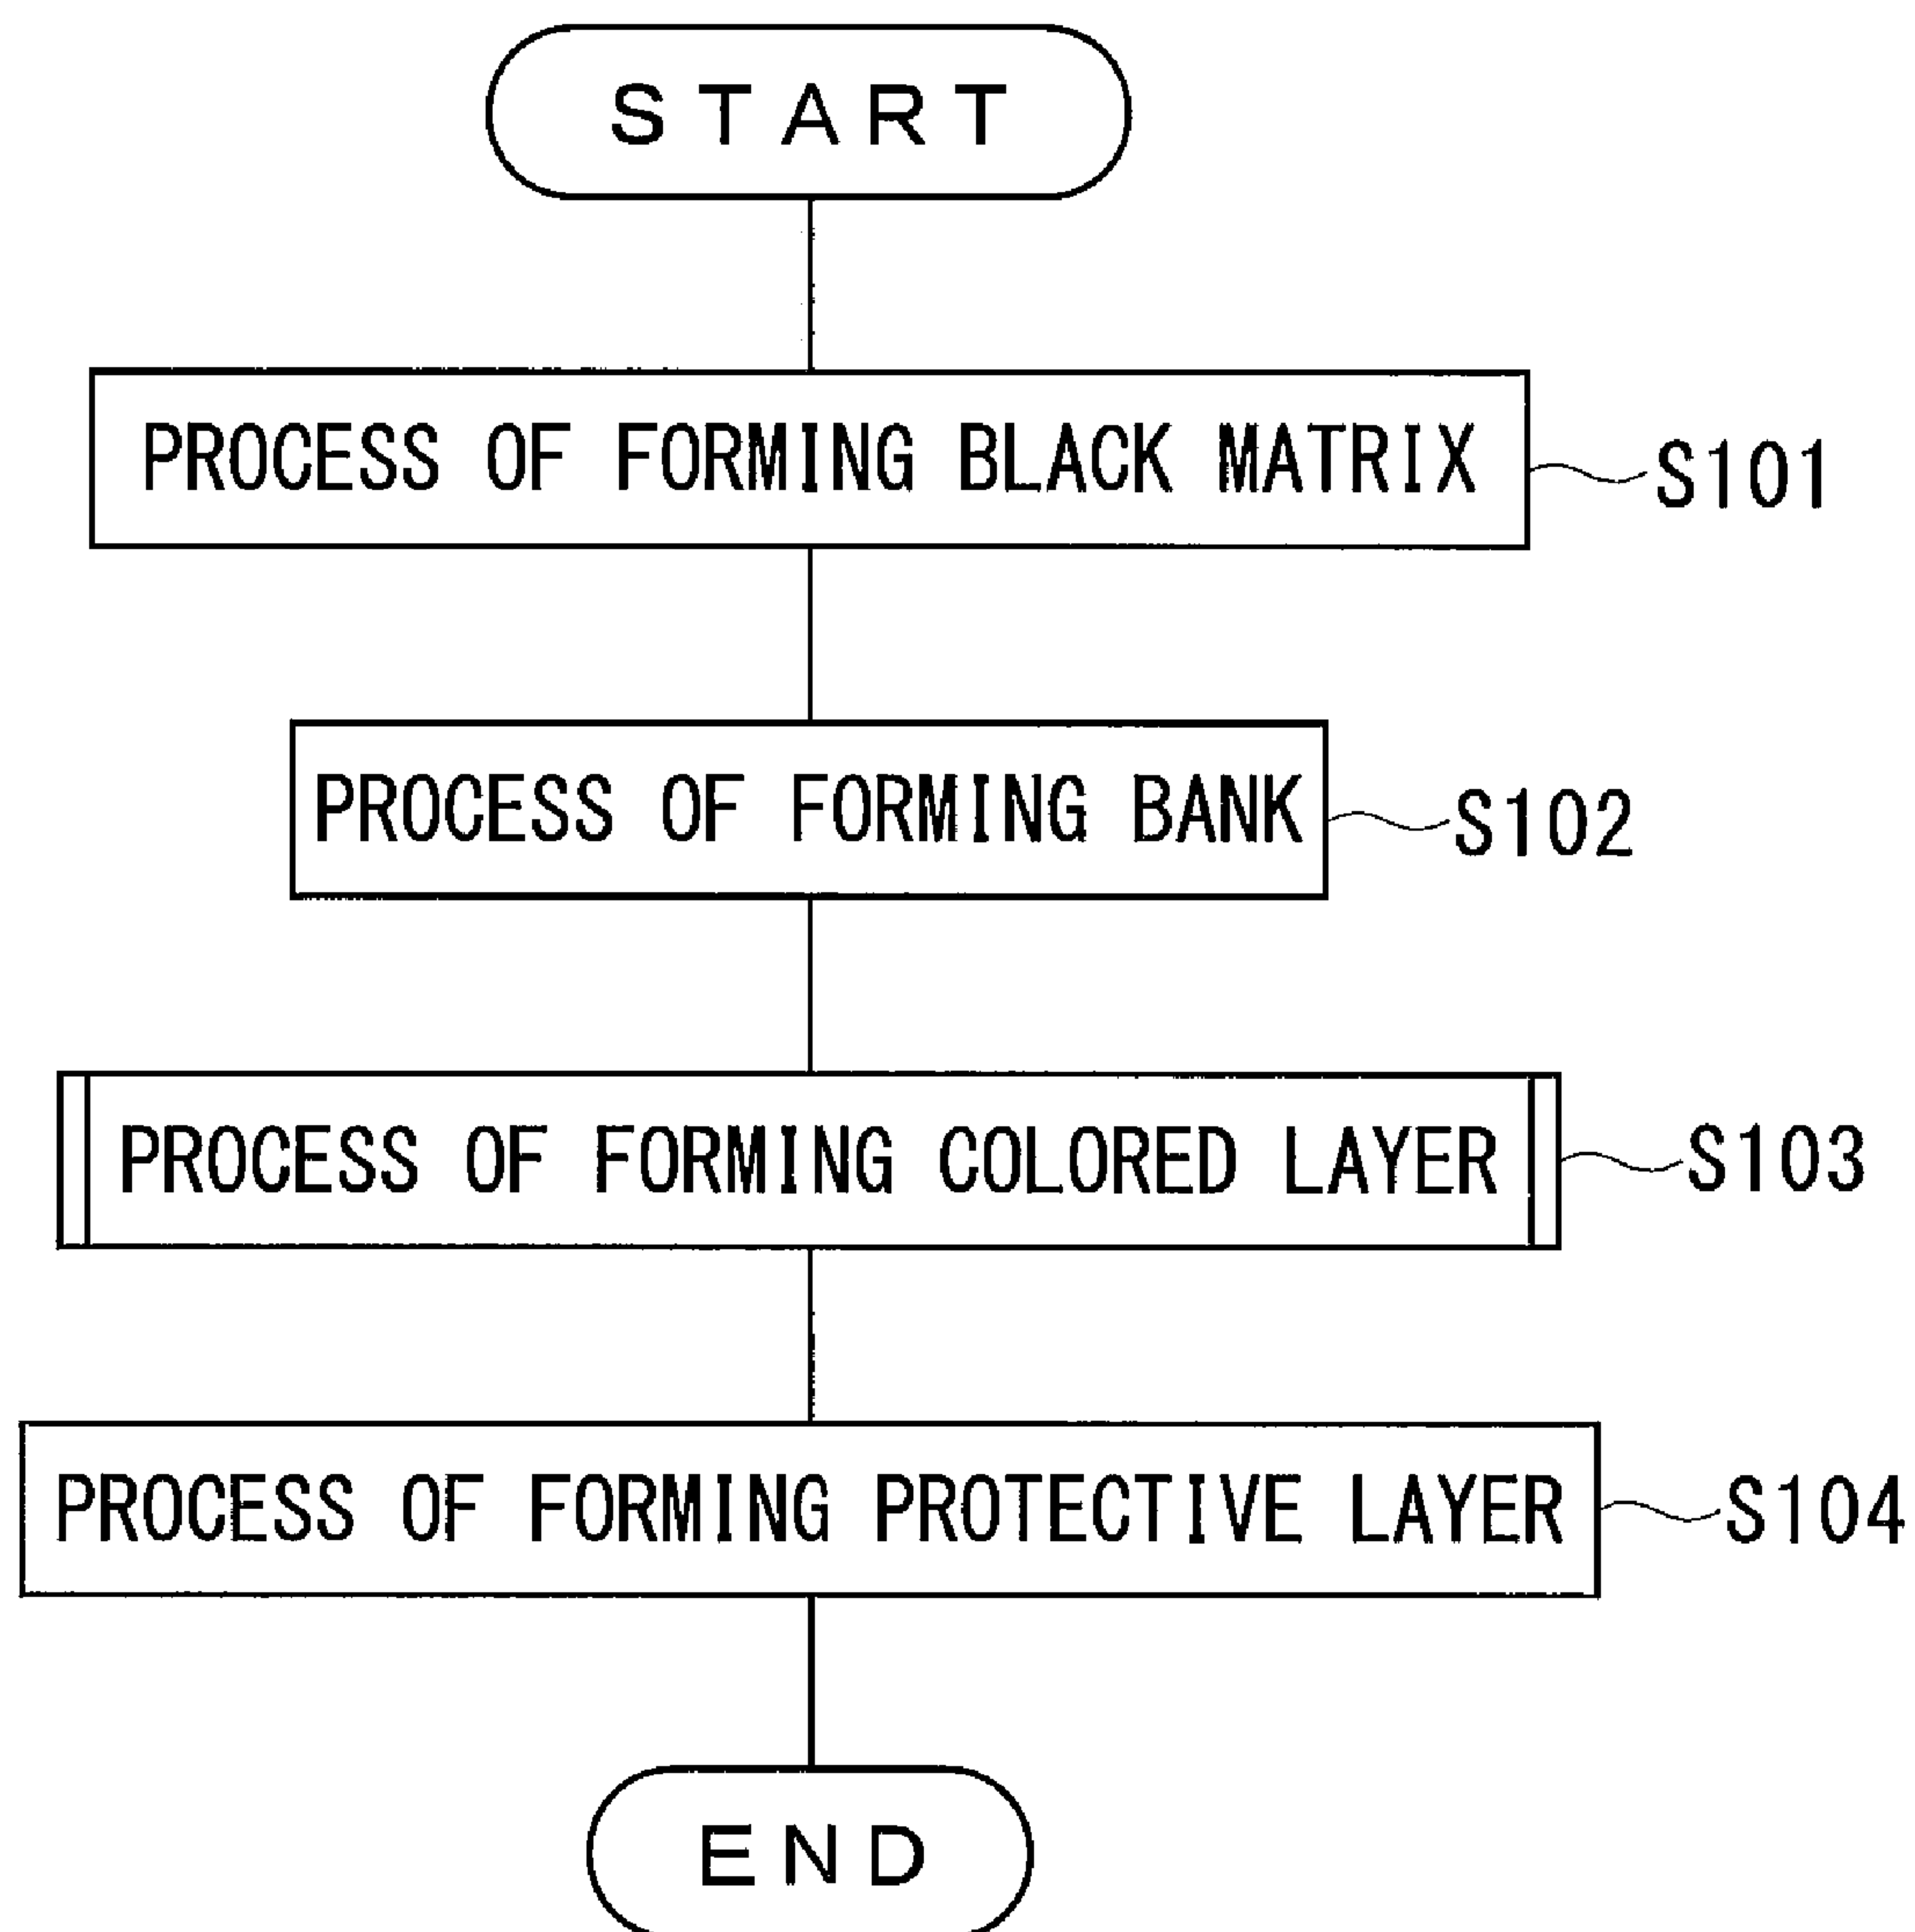 START
PROCESS OF FORMING BLACK MATRIX S101
PROCESS OF FORMING BANK S102
PROCESS OF FORMING COLORED LAYER S103
PROCESS OF FORMING PROTECTIVE LAYER S104
END